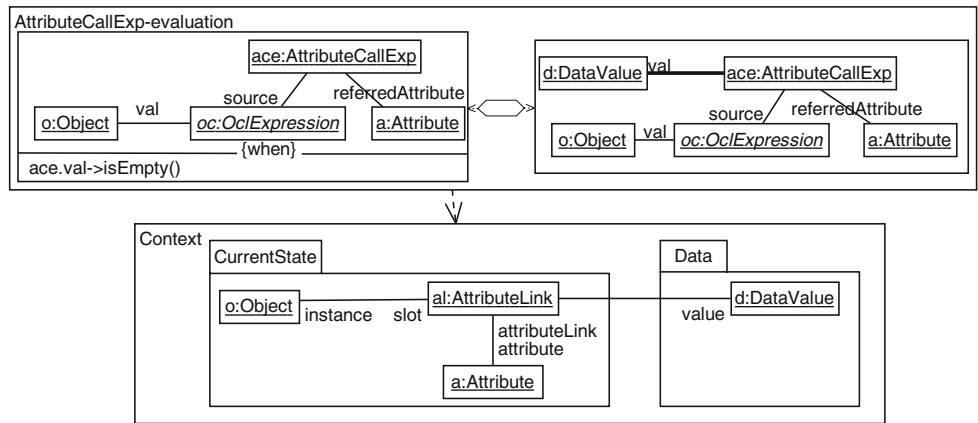 AttributeCallExp-evaluation
ace:AttributeCallExp
source
referredAttribute
val
o:Object
oc:OclExpression
a:Attribute
{when}
ace.val->isEmpty()
d:DataValue
val
ace:AttributeCallExp
source
referredAttribute
o:Object
val
oc:OclExpression
a:Attribute
Context
CurrentState
o:Object
instance
slot
al:AttributeLink
attributeLink
attribute
a:Attribute
Data
d:DataValue
value